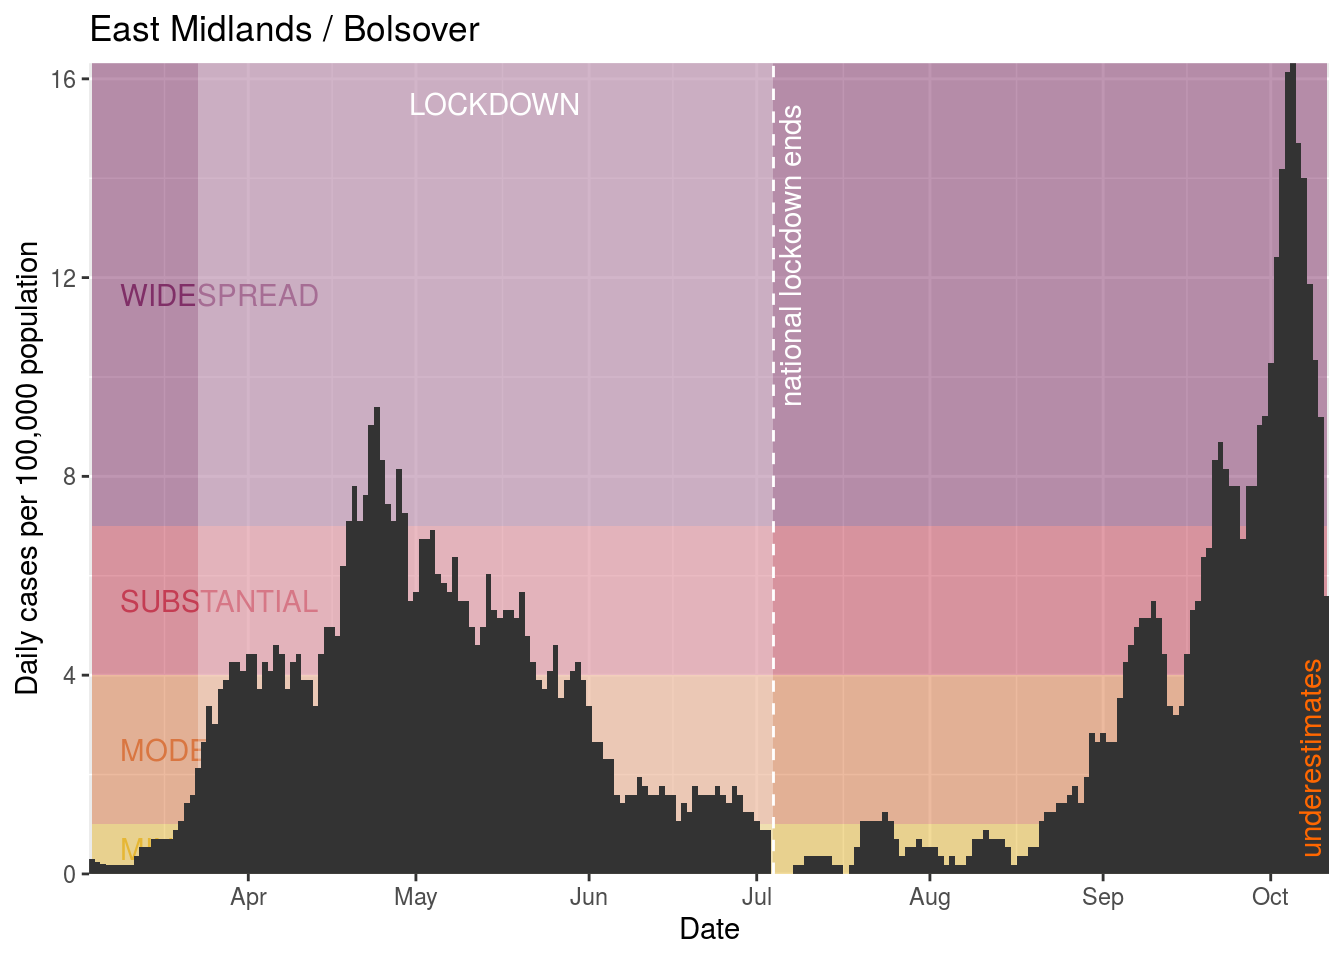 East Midlands / Bolsover
Daily cases per 100,000 population
16
12
8
4
0
LOCKDOWN
national lockdown ends
WIDESPREAD
SUBSTANTIAL
underestimates
Apr
May
Jun
Jul
Aug
Sep
Oct
Date